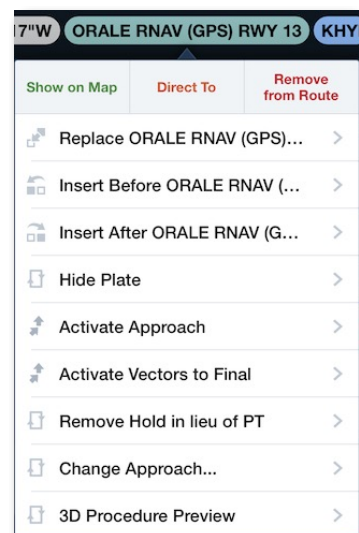 7"W ORALE RNAV (GPS) RWY 13 KHY
Show on Map Direct To Remove from Route
Replace ORALE RNAV (GPS)...
Insert Before ORALE RNAV (...
Insert After ORALE RNAV (G...
Hide Plate
Activate Approach
Activate Vectors to Final
Remove Hold in lieu of PT
Change Approach...
3D Procedure Preview